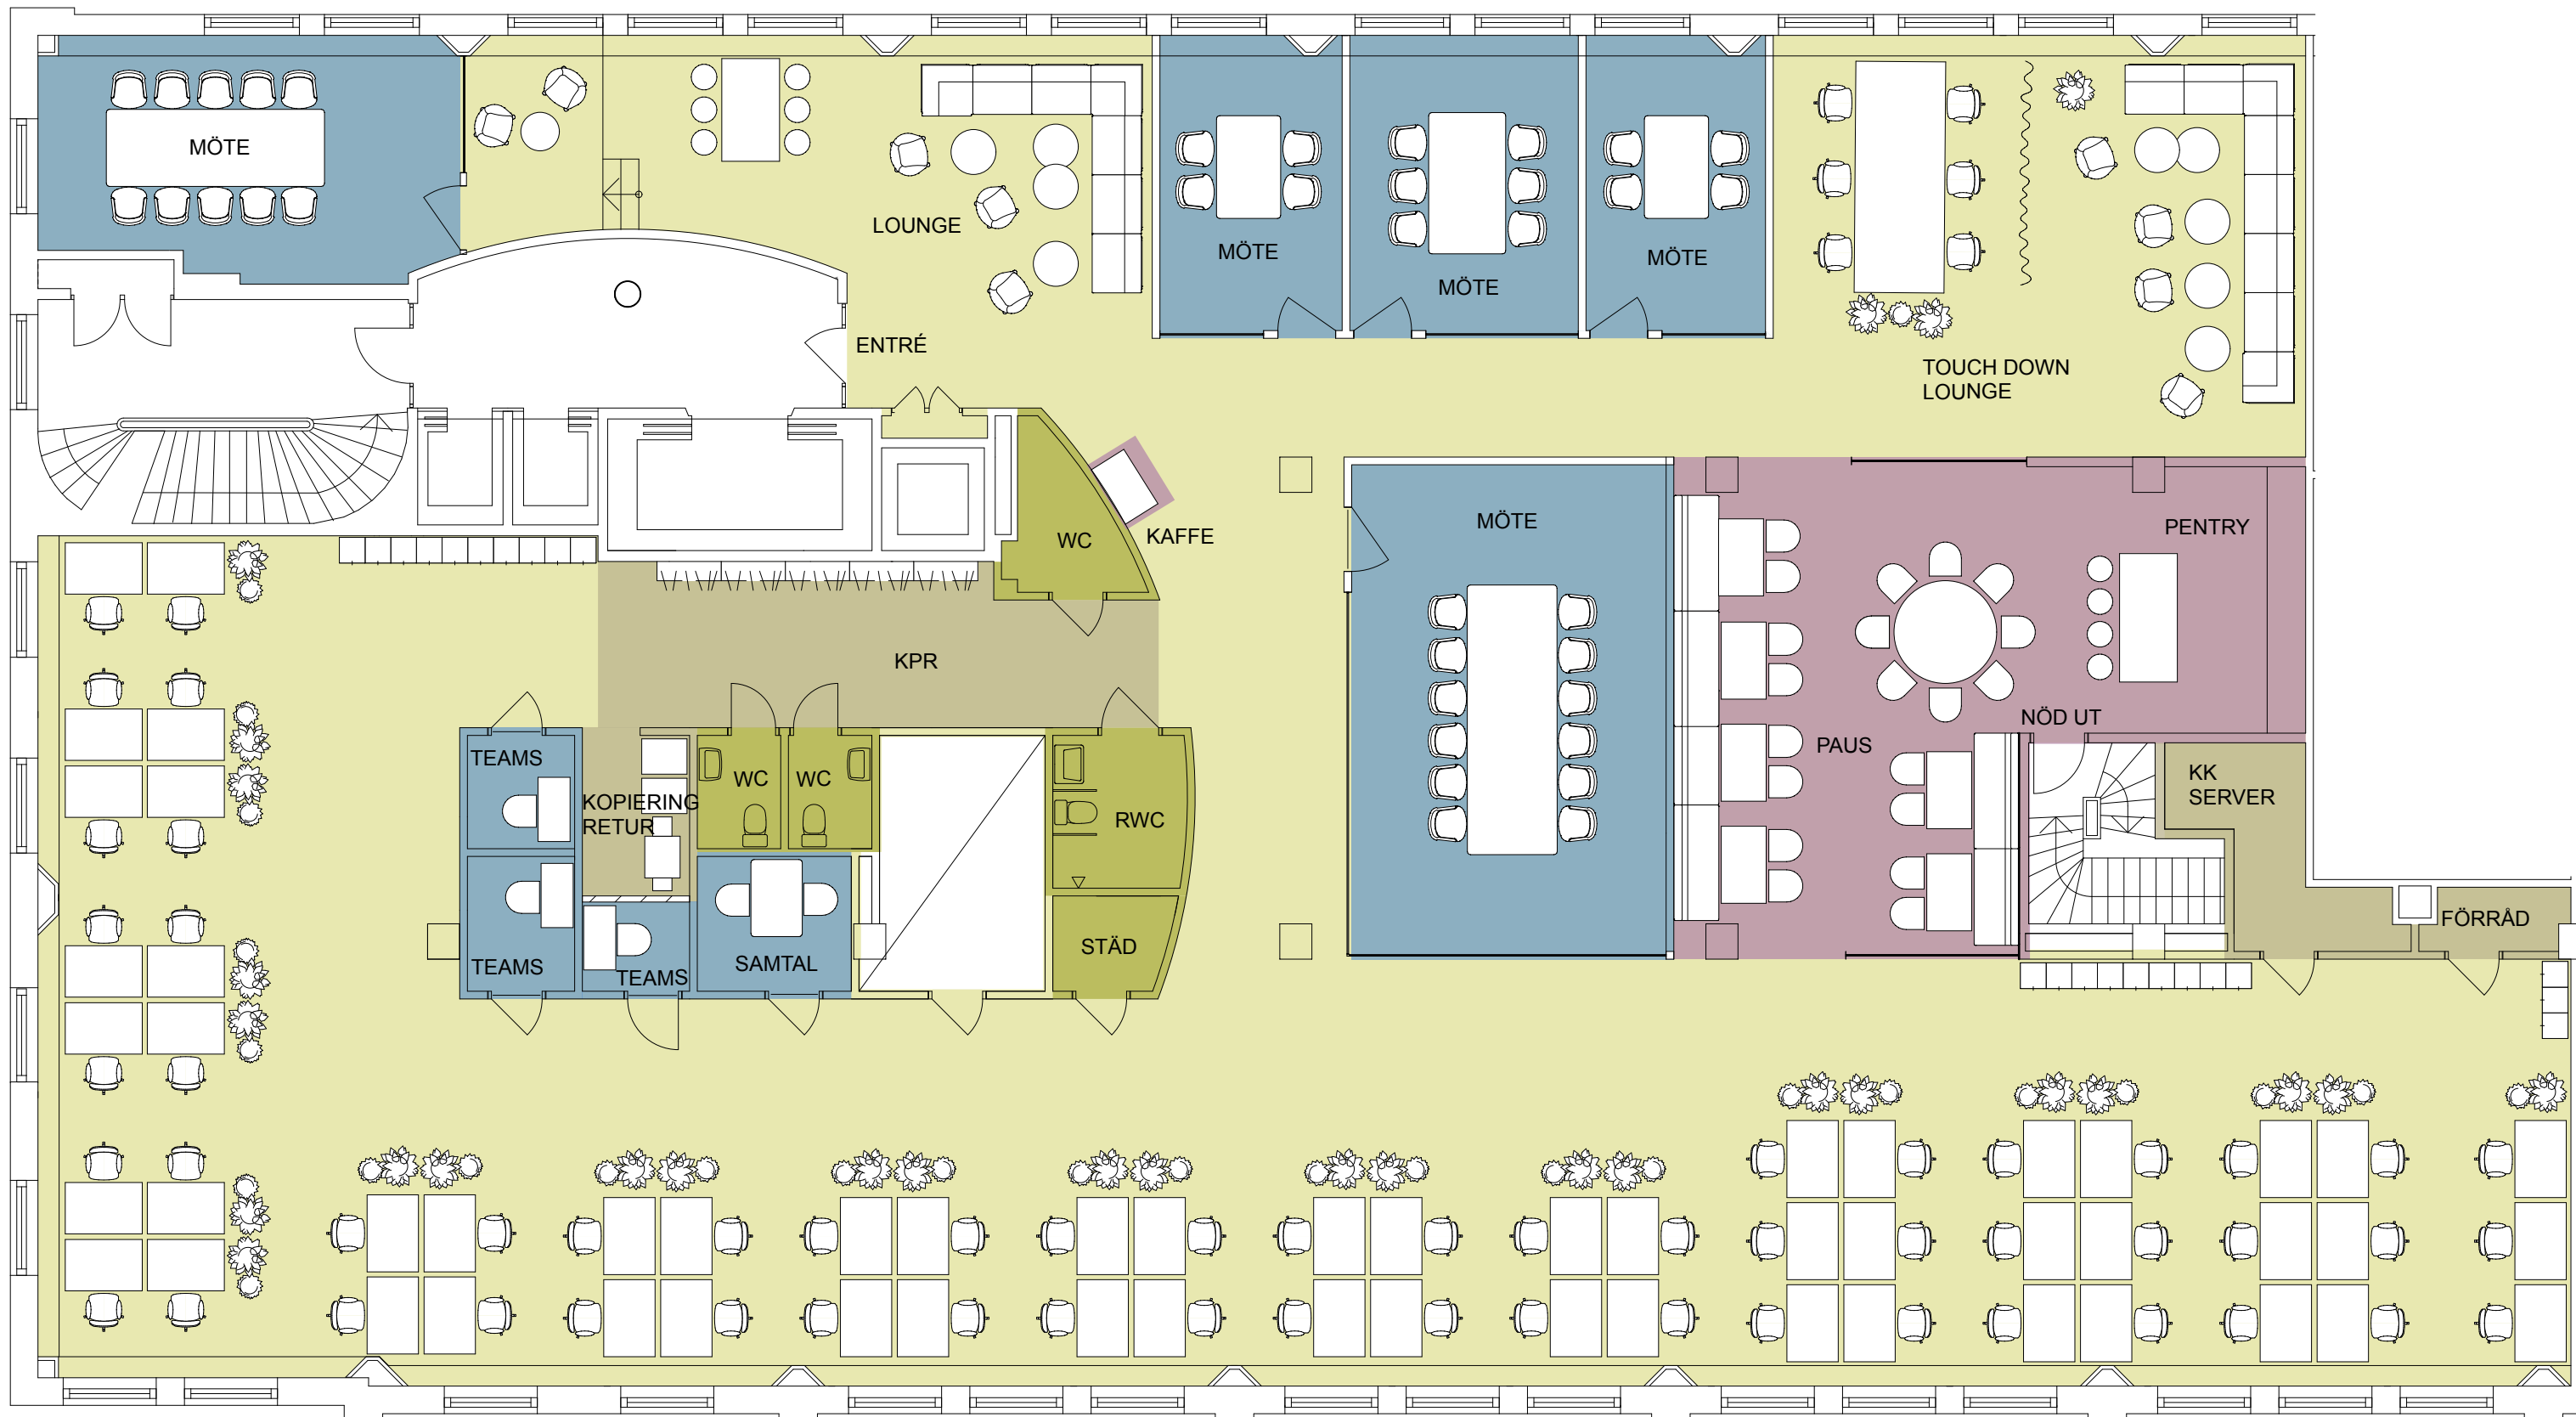 MÖTE
LOUNGE
MÖTE
MÖTE
MÖTE
ENTRÉ
TOUCH DOWN
LOUNGE
WC
KAFFE
MÖTE
PENTRY
KPR
NÖD UT
PAUS
TEAMS
WC
WC
KOPIERING
RETUR
RWC
KK
SERVER
TEAMS
TEAMS
SAMTAL
STÄD
FÖRRÅD